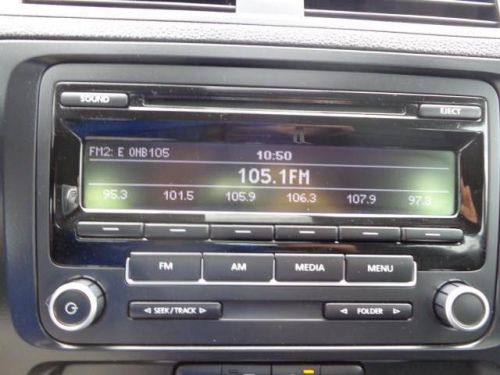 SOUND
EJECT
FM2: E ONB105 10:50
105.1FM
95.3 101.5 105.9 106.3 107.9 97.3
FM AM MEDIA MENU
SEEK/TRACK FOLDER